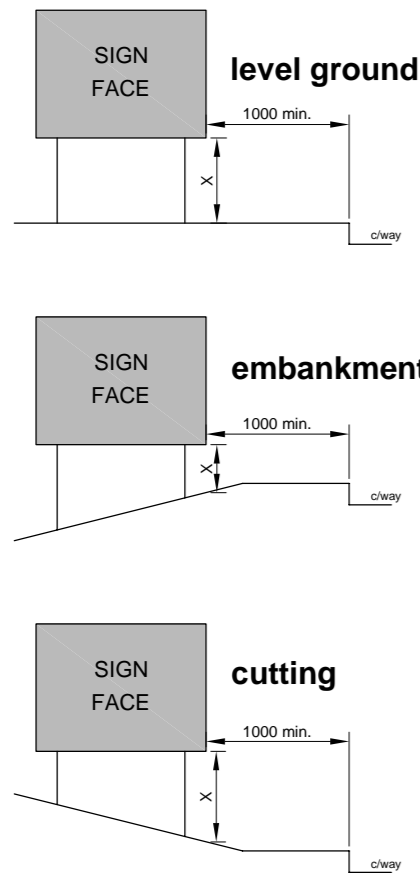 SIGN
FACE
level ground
1000 min.
X
c/way
SIGN
FACE
embankment
1000 min.
X
c/way
SIGN
FACE
cutting
1000 min.
X
c/way